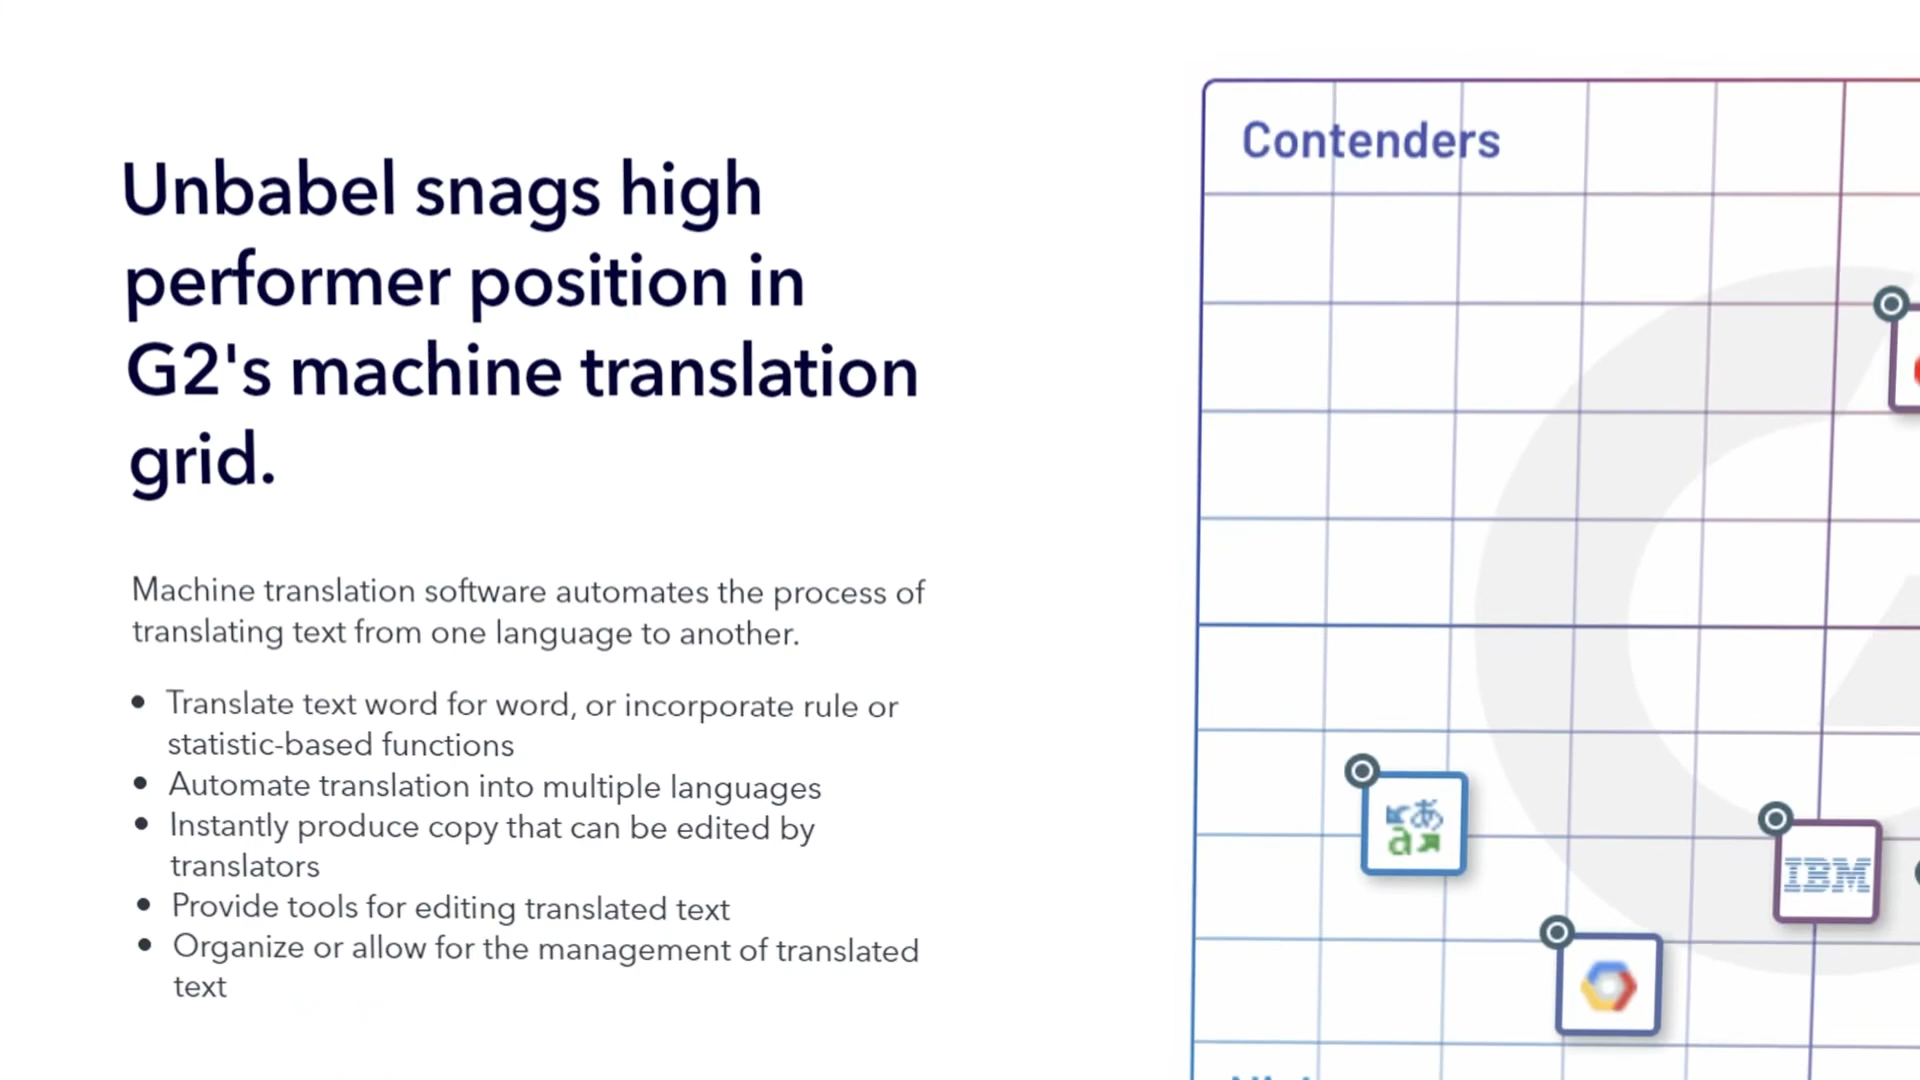 Unbabel snags high
performer position in
G2's machine translation
grid.
Machine translation software automates the process of
translating text from one language to another.
Translate text word for word, or incorporate rule or
statistic-based functions
Automate translation into multiple languages
Instantly produce copy that can be edited by
translators
Provide tools for editing translated text
Organize or allow for the management of translated
text
Contenders
あ
a
IBM